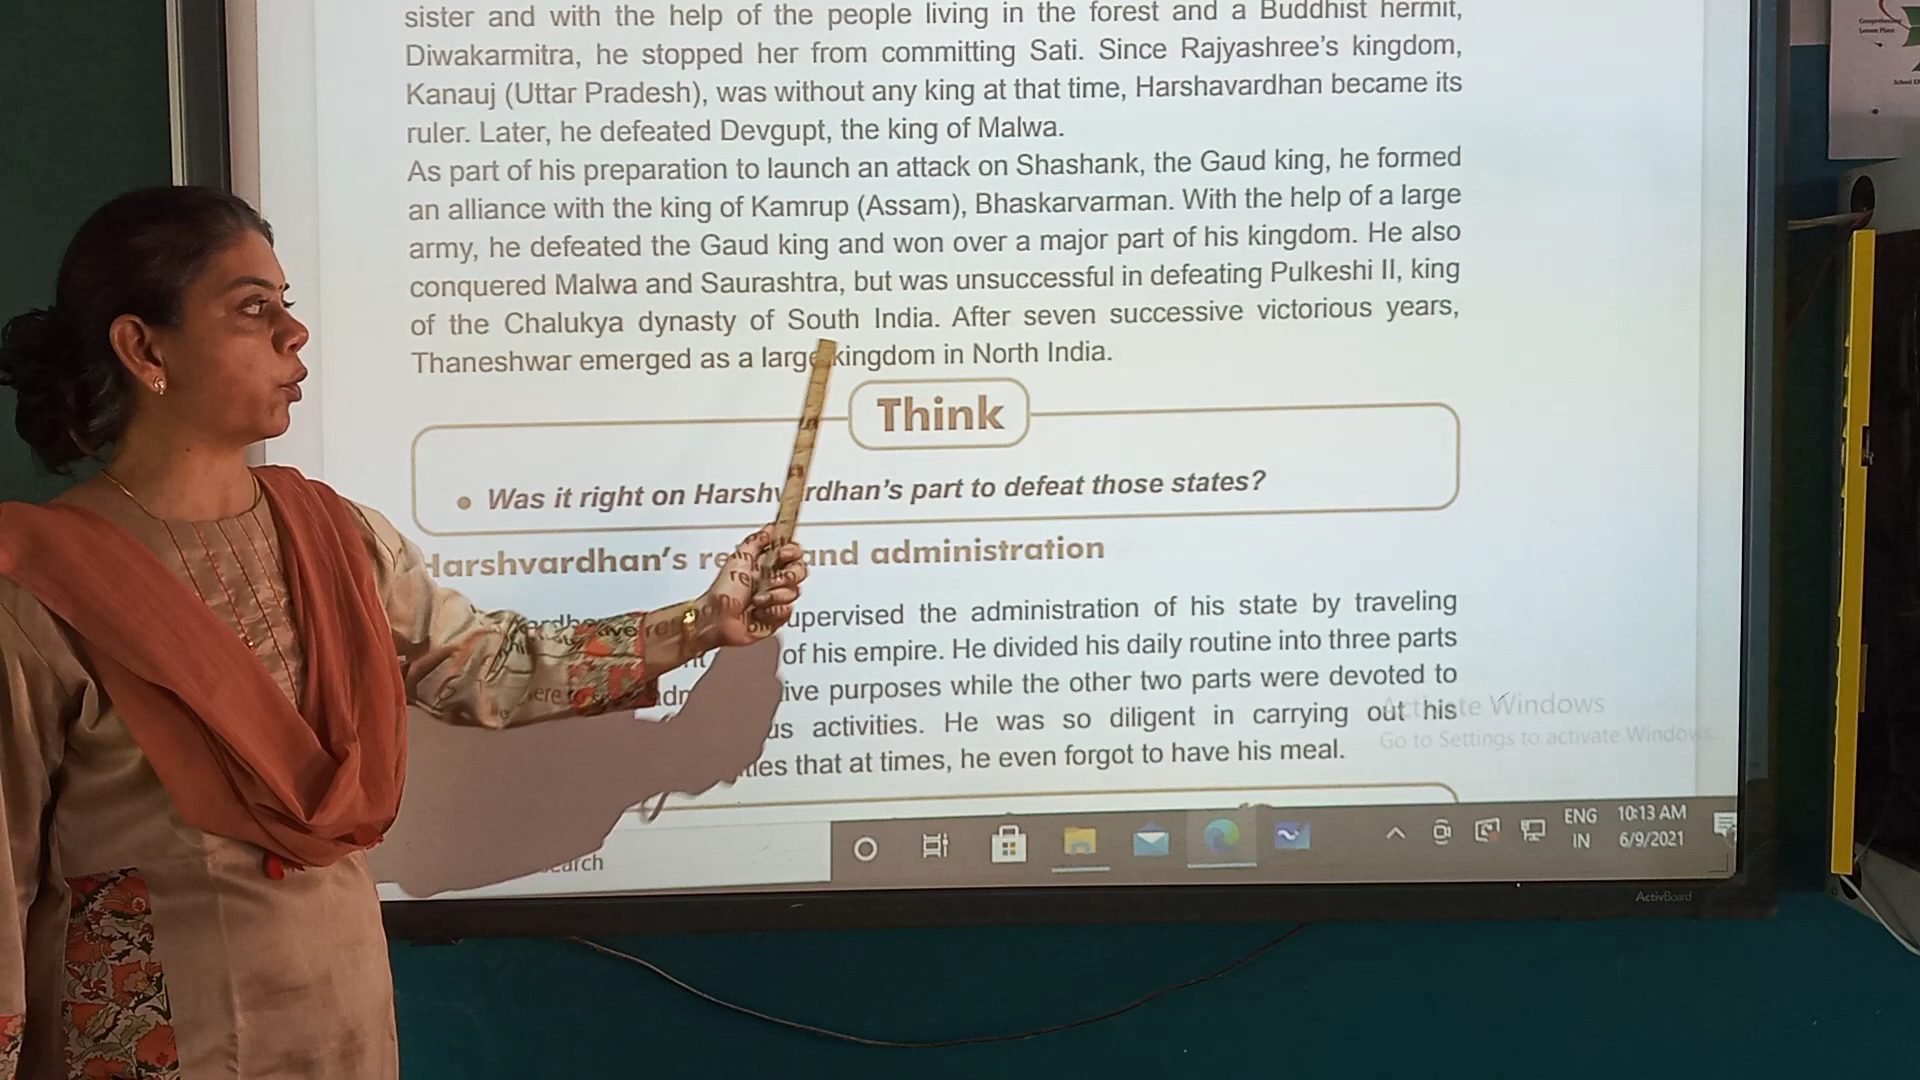 sister and with the help of the people living in the forest and a Buddhist hermit,
Diwakarmitra, he stopped her from committing Sati. Since Rajyashree's kingdom,
Kanauj (Uttar Pradesh), was without any king at that time, Harshavardhan became its
ruler. Later, he defeated Devgupt, the king of Malwa.
As part of his preparation to launch an attack on Shashank, the Gaud king, he formed
an alliance with the king of Kamrup (Assam), Bhaskarvarman. With the help of a large
army, he defeated the Gaud king and won over a major part of his kingdom. He also
conquered Malwa and Saurashtra, but was unsuccessful in defeating Pulkeshi II, king
of the Chalukya dynasty of South India. After seven successive victorious years,
Thaneshwar emerged as a large kingdom in North India.
Think
Was it right on Harshvardhan's part to defeat those states?
Harshvardhan's and administration
supervised the administration of his state by traveling
of his empire. He divided his daily routine into three parts
purposes while the other two parts were devoted to
activities. He was so diligent in carrying out his
that at times, he even forgot to have his meal.
Activate Windows
Go to Settings to activate Windows.
ENG 10:13 AM
IN 6/9/2021
ActivBoard
Comprehensive
Lesson Plans
School